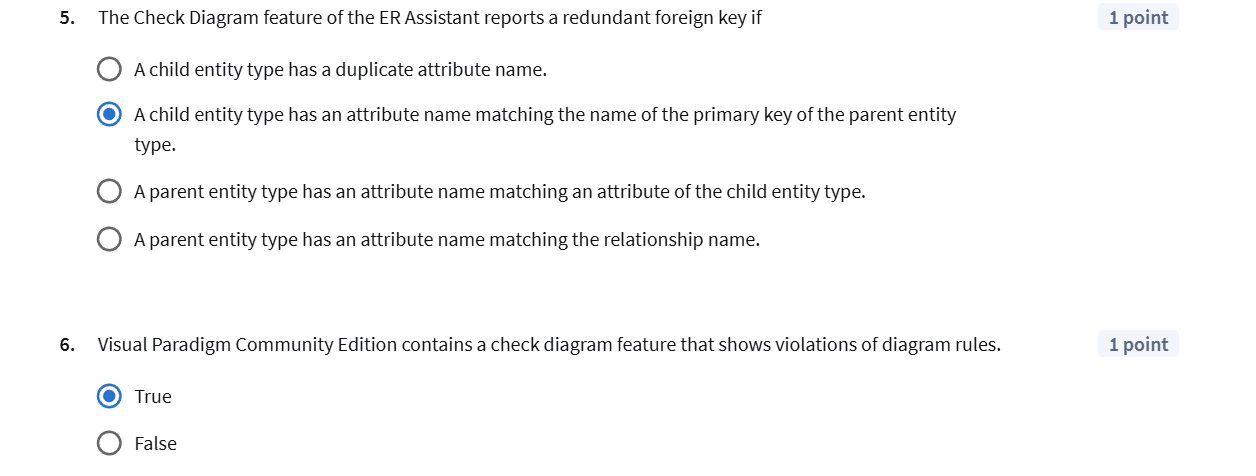 5. The Check Diagram feature of the ER Assistant reports a redundant foreign key if 1 point
A child entity type has a duplicate attribute name.
A child entity type has an attribute name matching the name of the primary key of the parent entity
type.
A parent entity type has an attribute name matching an attribute of the child entity type.
A parent entity type has an attribute name matching the relationship name.
6. Visual Paradigm Community Edition contains a check diagram feature that shows violations of diagram rules. 1 point
True
False